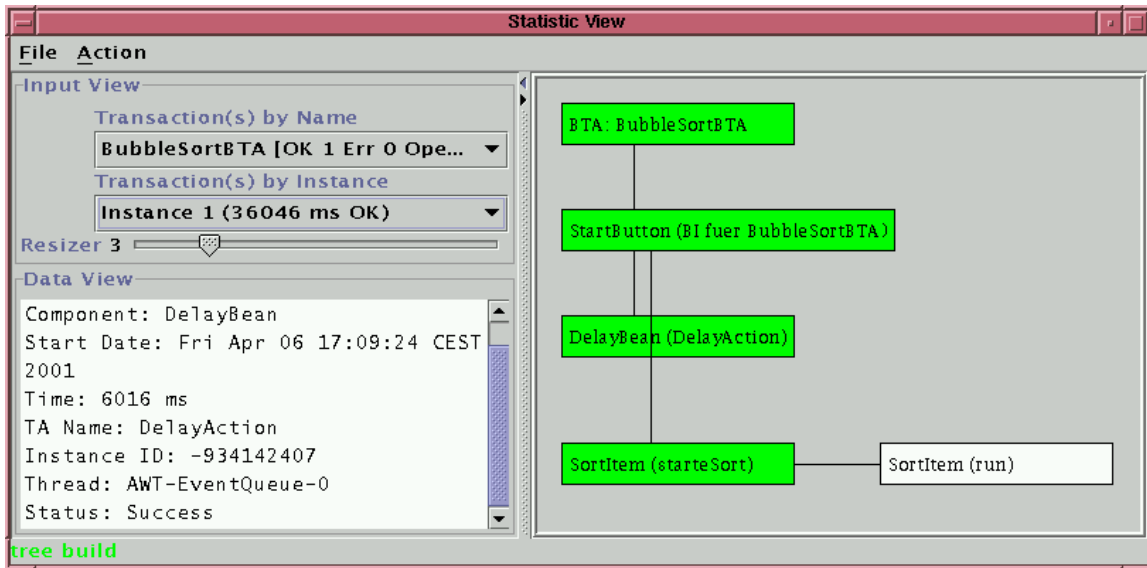 Statistic View
File Action
Input View
Transaction(s) by Name
BubbleSortBTA [OK 1 Err 0 Ope...
Transaction(s) by Instance
Instance 1 (36046 ms OK)
Resizer 3
Data View
Component: DelayBean
Start Date: Fri Apr 06 17:09:24 CEST
2001
Time: 6016 ms
TA Name: DelayAction
Instance ID: -934142407
Thread: AWT-EventQueue-0
Status: Success
tree build
BTA: BubbleSortBTA
StartButton (BI fuer BubbleSortBTA)
DelayBean (DelayAction)
SortItem (starteSort)
SortItem (run)